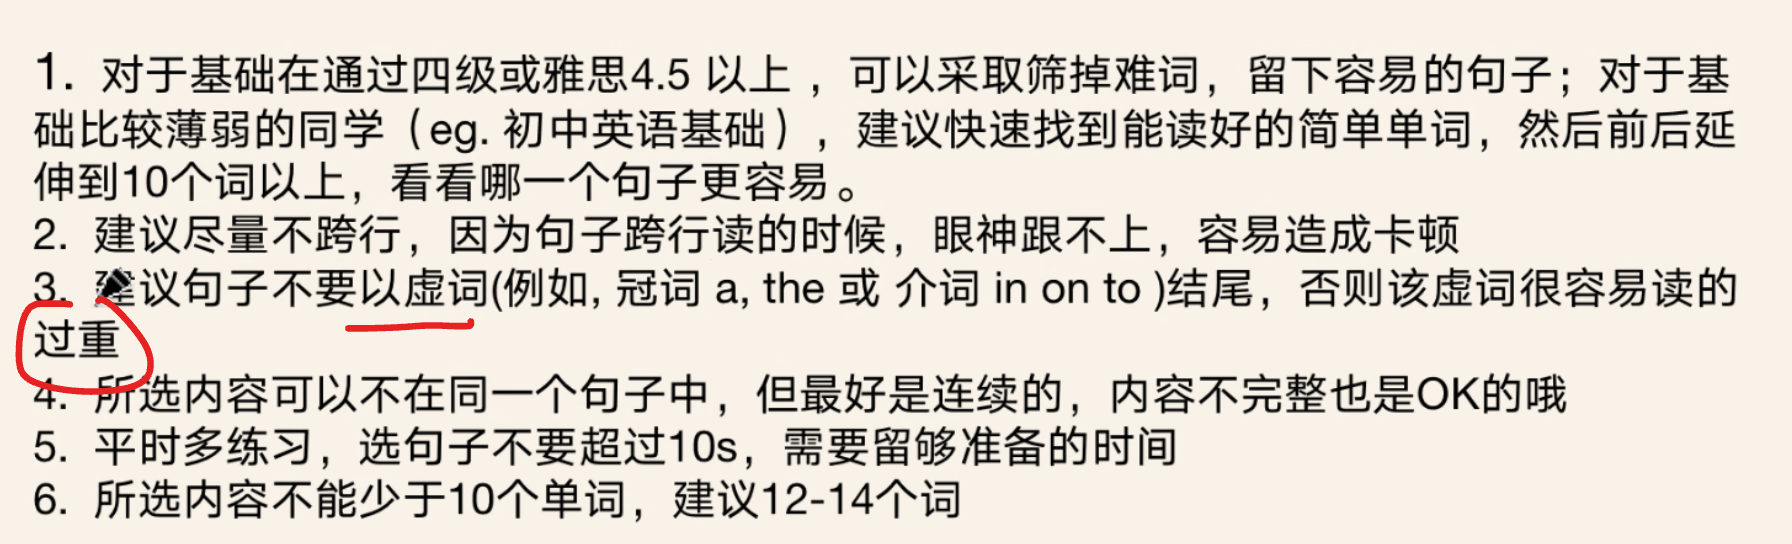 1. 对于基础在通过四级或雅思4.5 以上 ，可以采取筛掉难词，留下容易的句子；对于基
础比较薄弱的同学（eg. 初中英语基础），建议快速找到能读好的简单单词，然后前后延
伸到10个词以上，看看哪一个句子更容易。
2. 建议尽量不跨行，因为句子跨行读的时候，眼神跟不上，容易造成卡顿
3. 建议句子不要以虚词(例如, 冠词 a, the 或 介词 in on to )结尾，否则该虚词很容易读的
过重
4. 所选内容可以不在同一个句子中，但最好是连续的，内容不完整也是OK的哦
5. 平时多练习，选句子不要超过10s，需要留够准备的时间
6. 所选内容不能少于10个单词，建议12-14个词